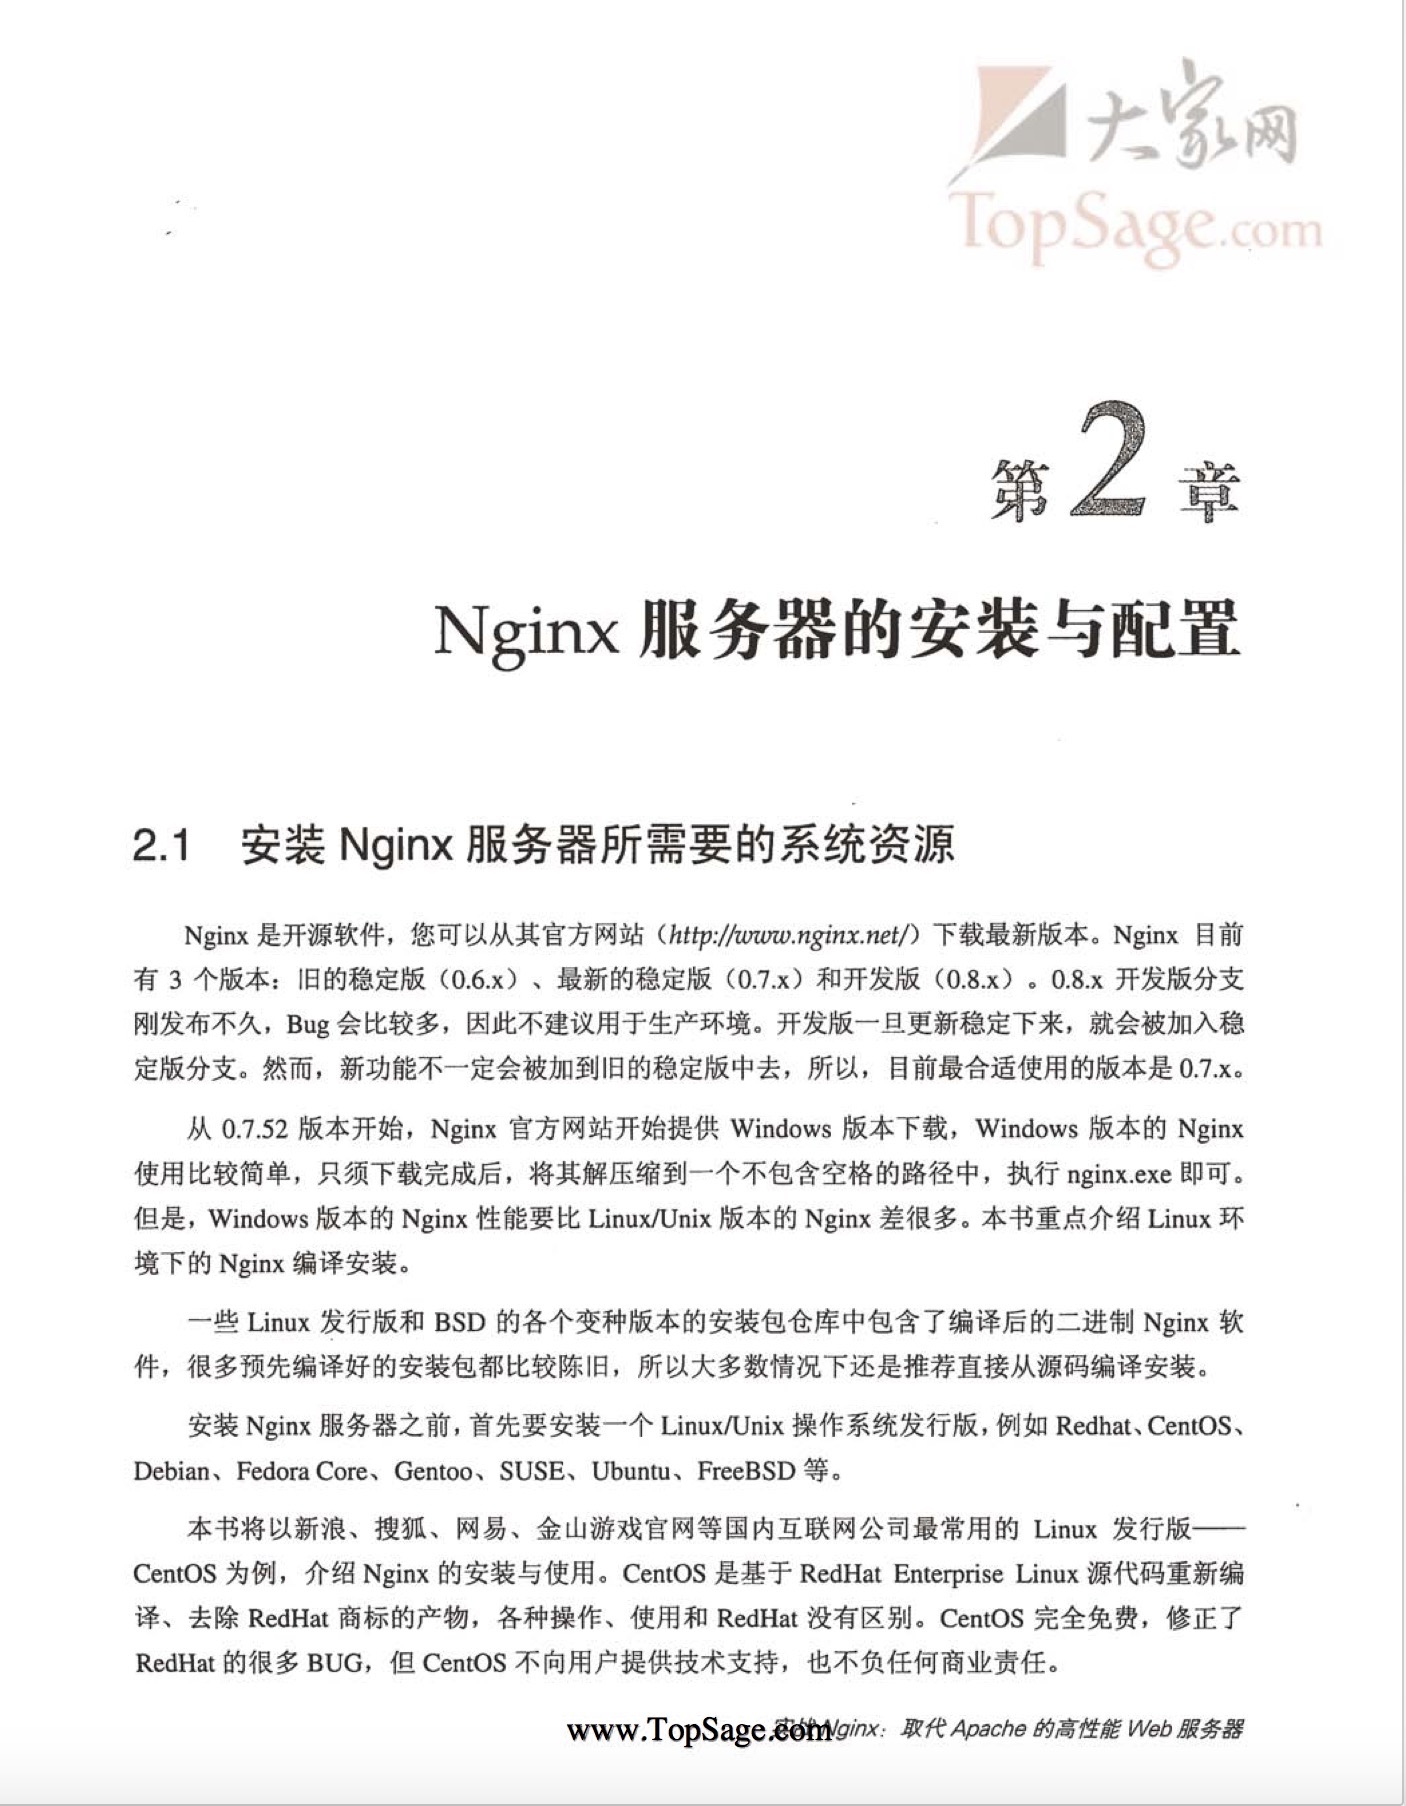 大家网
TopSage.com
第2章
Nginx 服务器的安装与配置
2.1 安装 Nginx 服务器所需要的系统资源
Nginx 是开源软件，您可以从其官方网站（http://www.nginx.net/）下载最新版本。Nginx 目前
有 3 个版本：旧的稳定版（0.6.x）、最新的稳定版（0.7.x）和开发版（0.8.x）。0.8.x 开发版分支
刚发布不久，Bug 会比较多，因此不建议用于生产环境。开发版一旦更新稳定下来，就会被加入稳
定版分支。然而，新功能不一定会被加到旧的稳定版中去，所以，目前最合适使用的版本是 0.7.x。
从 0.7.52 版本开始，Nginx 官方网站开始提供 Windows 版本下载，Windows 版本的 Nginx
使用比较简单，只须下载完成后，将其解压缩到一个不包含空格的路径中，执行 nginx.exe 即可。
但是，Windows 版本的 Nginx 性能要比 Linux/Unix 版本的 Nginx 差很多。本书重点介绍 Linux 环
境下的 Nginx 编译安装。
一些 Linux 发行版和 BSD 的各个变种版本的安装包仓库中包含了编译后的二进制 Nginx 软
件，很多预先编译好的安装包都比较陈旧，所以大多数情况下还是推荐直接从源码编译安装。
安装 Nginx 服务器之前，首先要安装一个 Linux/Unix 操作系统发行版，例如 Redhat、CentOS、
Debian、Fedora Core、Gentoo、SUSE、Ubuntu、FreeBSD 等。
本书将以新浪、搜狐、网易、金山游戏官网等国内互联网公司最常用的 Linux 发行版——
CentOS 为例，介绍 Nginx 的安装与使用。CentOS 是基于 RedHat Enterprise Linux 源代码重新编
译、去除 RedHat 商标的产物，各种操作、使用和 RedHat 没有区别。CentOS 完全免费，修正了
RedHat 的很多 BUG，但 CentOS 不向用户提供技术支持，也不负任何商业责任。
www.TopSage.com
实战 Nginx：取代 Apache 的高性能 Web 服务器